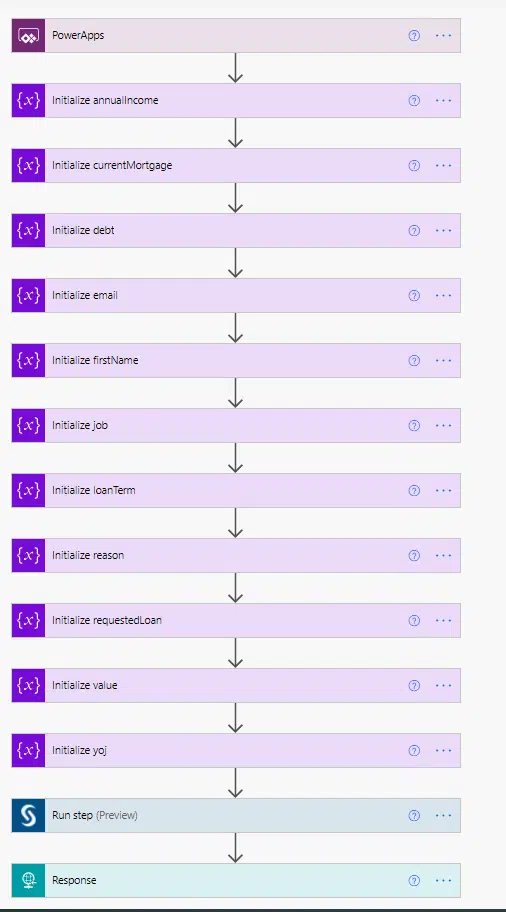 PowerApps
{x} Initialize annualIncome
{x} Initialize currentMortgage
{x} Initialize debt
{x} Initialize email
{x} Initialize firstName
{x} Initialize job
{x} Initialize loanTerm
{x} Initialize reason
{x} Initialize requestedLoan
{x} Initialize value
{x} Initialize yoj
Run step (Preview)
Response